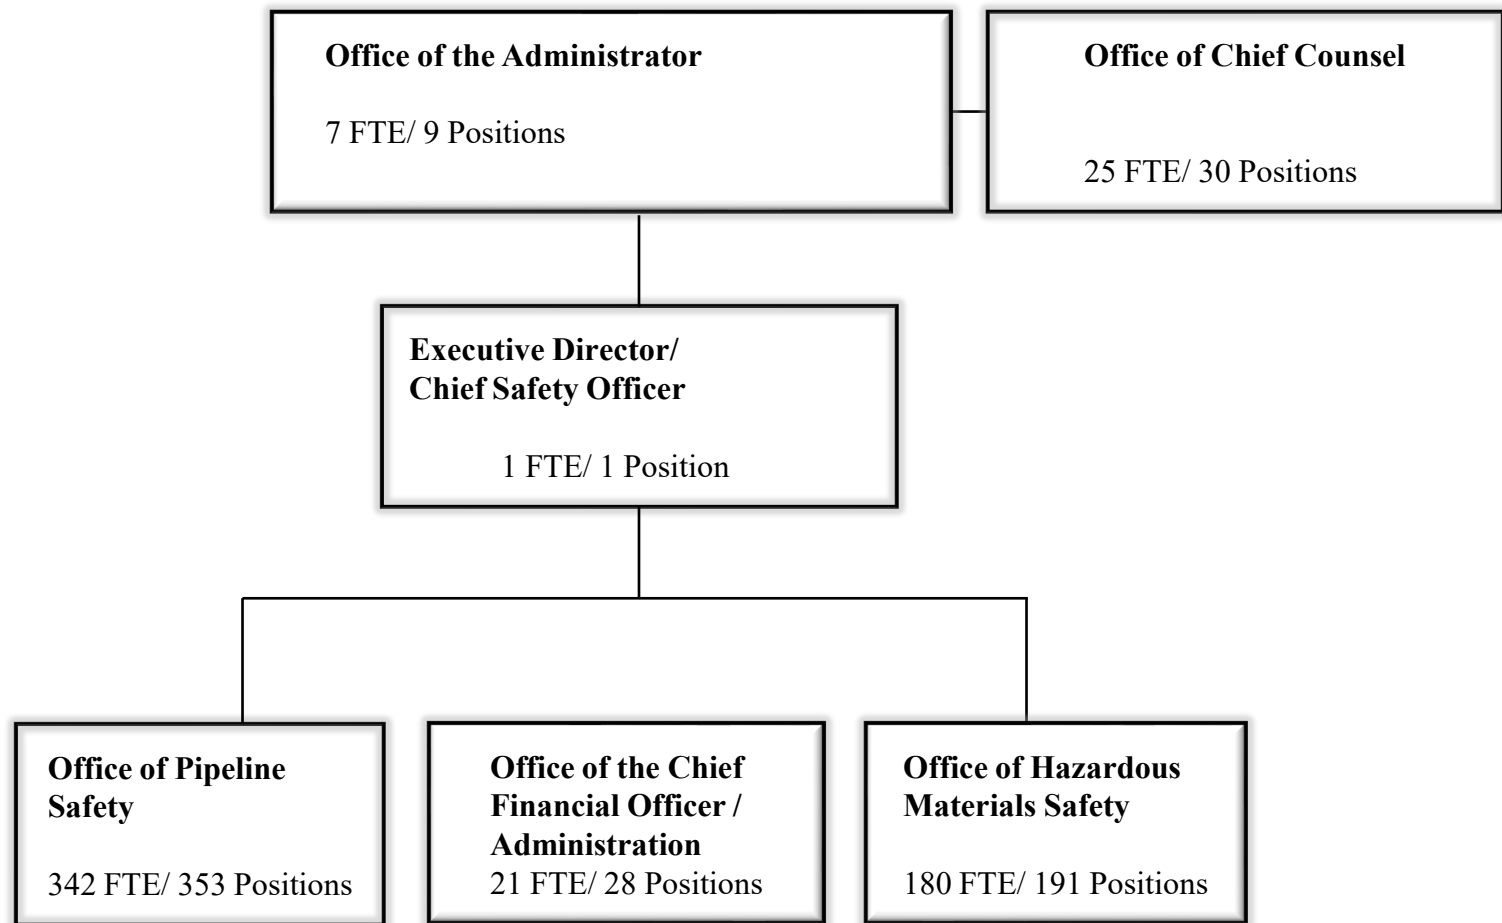 Office of the Administrator
7 FTE/ 9 Positions
Office of Chief Counsel
25 FTE/ 30 Positions
Executive Director/
Chief Safety Officer
1 FTE/ 1 Position
Office of Pipeline
Safety
342 FTE/ 353 Positions
Office of the Chief
Financial Officer /
Administration
21 FTE/ 28 Positions
Office of Hazardous
Materials Safety
180 FTE/ 191 Positions